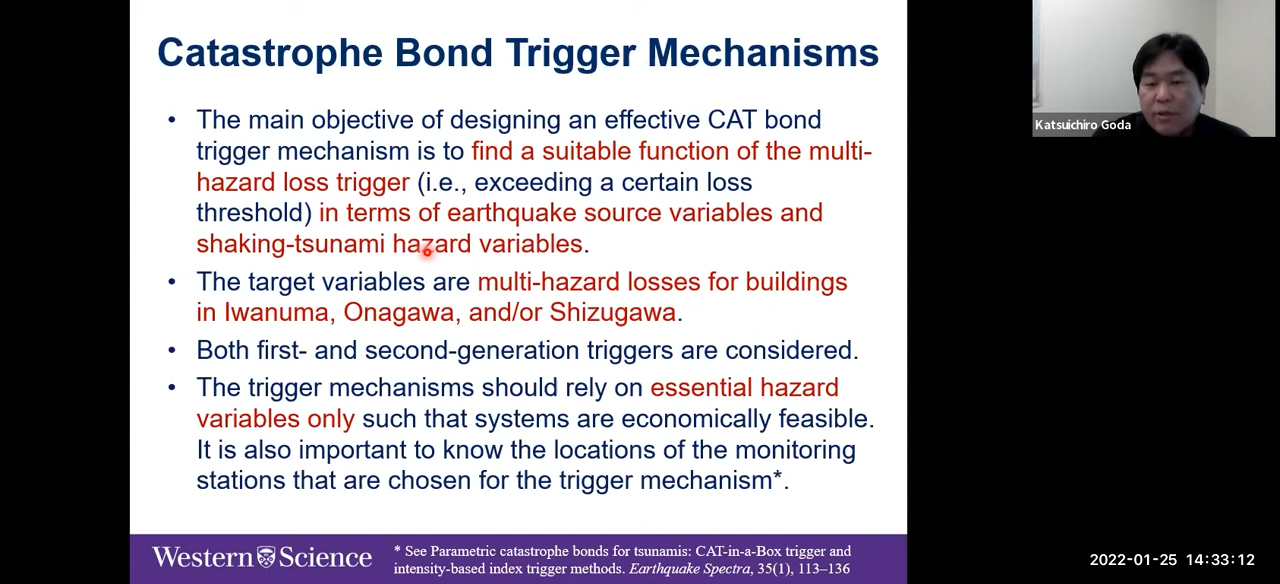 Catastrophe Bond Trigger Mechanisms
• The main objective of designing an effective CAT bond
trigger mechanism is to find a suitable function of the multi-
hazard loss trigger (i.e., exceeding a certain loss
threshold) in terms of earthquake source variables and
shaking-tsunami hazard variables.
• The target variables are multi-hazard losses for buildings
in Iwanuma, Onagawa, and/or Shizugawa.
• Both first- and second-generation triggers are considered.
• The trigger mechanisms should rely on essential hazard
variables only such that systems are economically feasible.
It is also important to know the locations of the monitoring
stations that are chosen for the trigger mechanism*.
Western Science
* See Parametric catastrophe bonds for tsunamis: CAT-in-a-Box trigger and
intensity-based index trigger methods. Earthquake Spectra, 35(1), 113–136
Katsuichiro Goda
2022-01-25 14:33:12